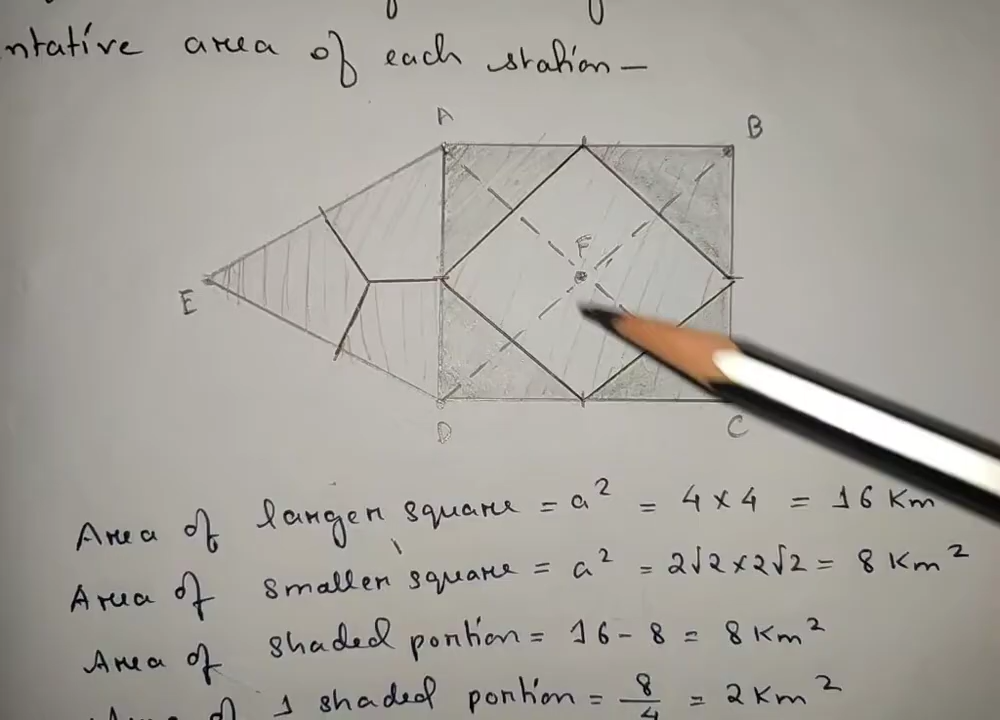 ntative area of each station —
A
B
F
E
D
C
Area of larger square = a² = 4 × 4 = 16 Km
Area of smaller square = a² = 2√2 × 2√2 = 8 Km²
Area of shaded portion = 16 - 8 = 8 Km²
Area of 1 shaded portion = 8/4 = 2 Km²